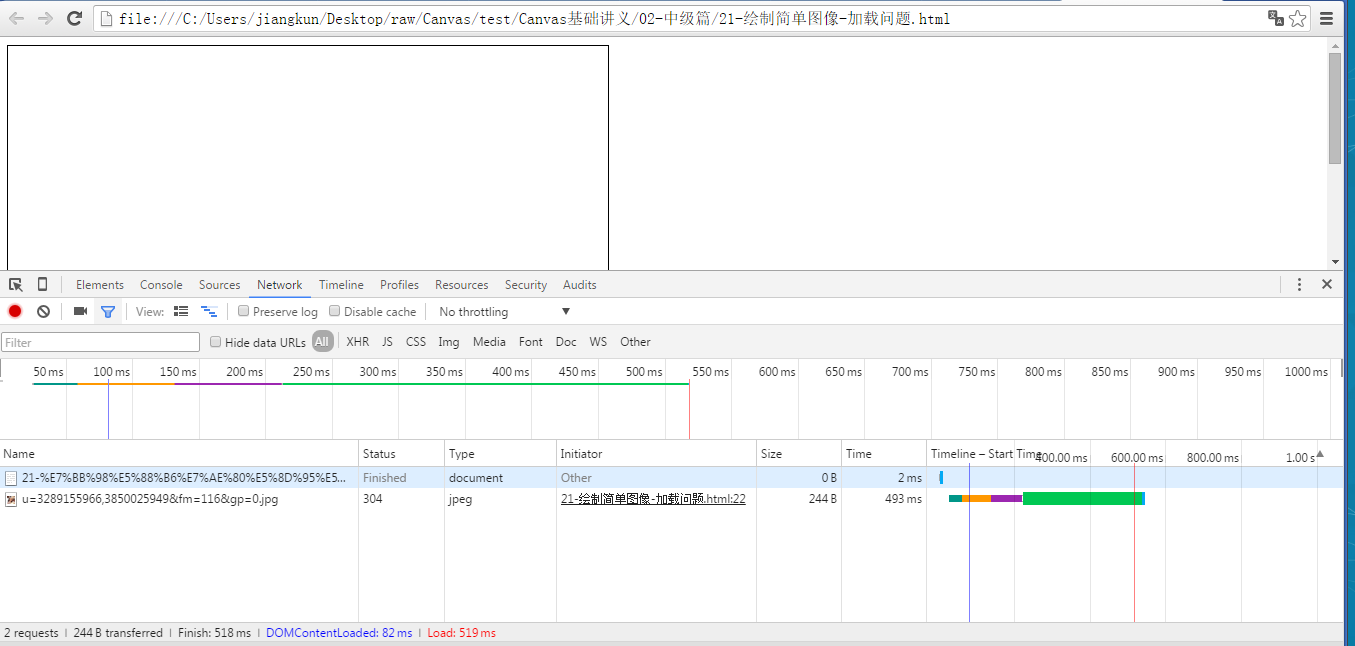 file:///C:/Users/jiangkun/Desktop/raw/Canvas/test/Canvas基础讲义/02-中级篇/21-绘制简单图像-加载问题.html
Elements Console Sources Network Timeline Profiles Resources Security Audits
View: Preserve log Disable cache No throttling
Filter Hide data URLs All XHR JS CSS Img Media Font Doc WS Other
50 ms 100 ms 150 ms 200 ms 250 ms 300 ms 350 ms 400 ms 450 ms 500 ms 550 ms 600 ms 650 ms 700 ms 750 ms 800 ms 850 ms 900 ms 950 ms 1000 ms
Name Status Type Initiator Size Time Timeline – Start Time 400.00 ms 600.00 ms 800.00 ms 1.00 s
21-%E7%BB%98%E5%88%B6%E7%AE%80%E5%8D%95%E5... Finished document Other 0 B 2 ms
u=3289155966,3850025949&fm=116&gp=0.jpg 304 jpeg 21-绘制简单图像-加载问题.html:22 244 B 493 ms
2 requests | 244 B transferred | Finish: 518 ms | DOMContentLoaded: 82 ms | Load: 519 ms